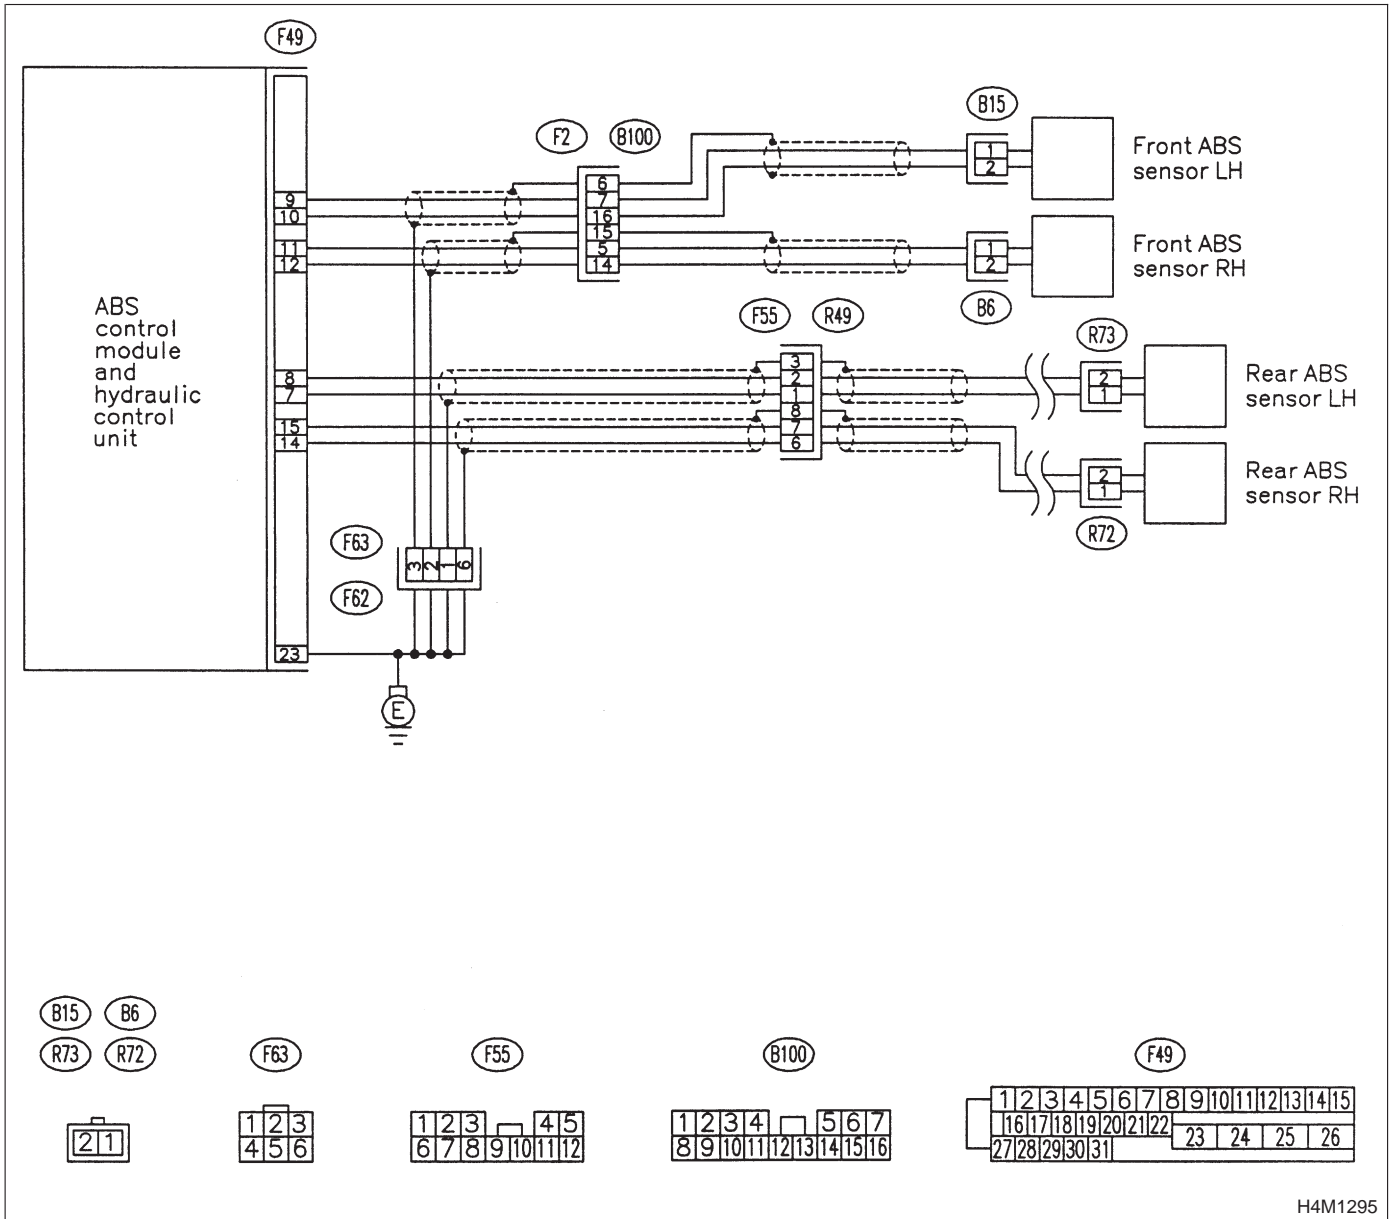 F49
B15
F2 B100
1
2
Front ABS
sensor LH
6
7
16
15
5
14
9
10
11
12
1
2
Front ABS
sensor RH
B6
F55 R49
R73
ABS
control
module
and
hydraulic
control
unit
8
7
15
14
3
2
1
8
7
6
2
1
Rear ABS
sensor LH
2
1
Rear ABS
sensor RH
R72
F63
3 2 1 6
F62
23
E
B15 B6
R73 R72
F63
F55
B100
F49
2 1
1 2 3
4 5 6
1 2 3 4 5
6 7 8 9 10 11 12
1 2 3 4 5 6 7
8 9 10 11 12 13 14 15 16
1 2 3 4 5 6 7 8 9 10 11 12 13 14 15
16 17 18 19 20 21 22 23 24 25 26
27 28 29 30 31
H4M1295